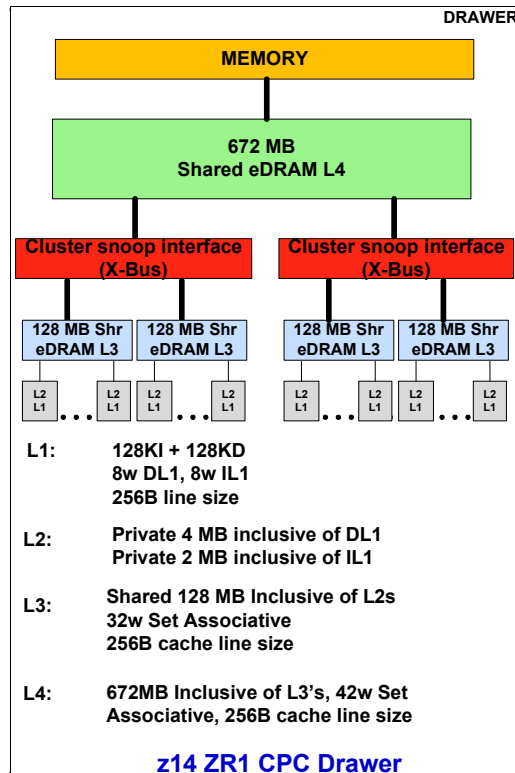 DRAWER
MEMORY
672 MB
Shared eDRAM L4
Cluster snoop interface
(X-Bus)
Cluster snoop interface
(X-Bus)
128 MB Shr
eDRAM L3
128 MB Shr
eDRAM L3
128 MB Shr
eDRAM L3
128 MB Shr
eDRAM L3
L2
L1
...
L2
L1
L2
L1
...
L2
L1
L2
L1
...
L2
L1
L2
L1
...
L2
L1
L1: 128KI + 128KD
8w DL1, 8w IL1
256B line size
L2: Private 4 MB inclusive of DL1
Private 2 MB inclusive of IL1
L3: Shared 128 MB Inclusive of L2s
32w Set Associative
256B cache line size
L4: 672MB Inclusive of L3's, 42w Set
Associative, 256B cache line size
z14 ZR1 CPC Drawer